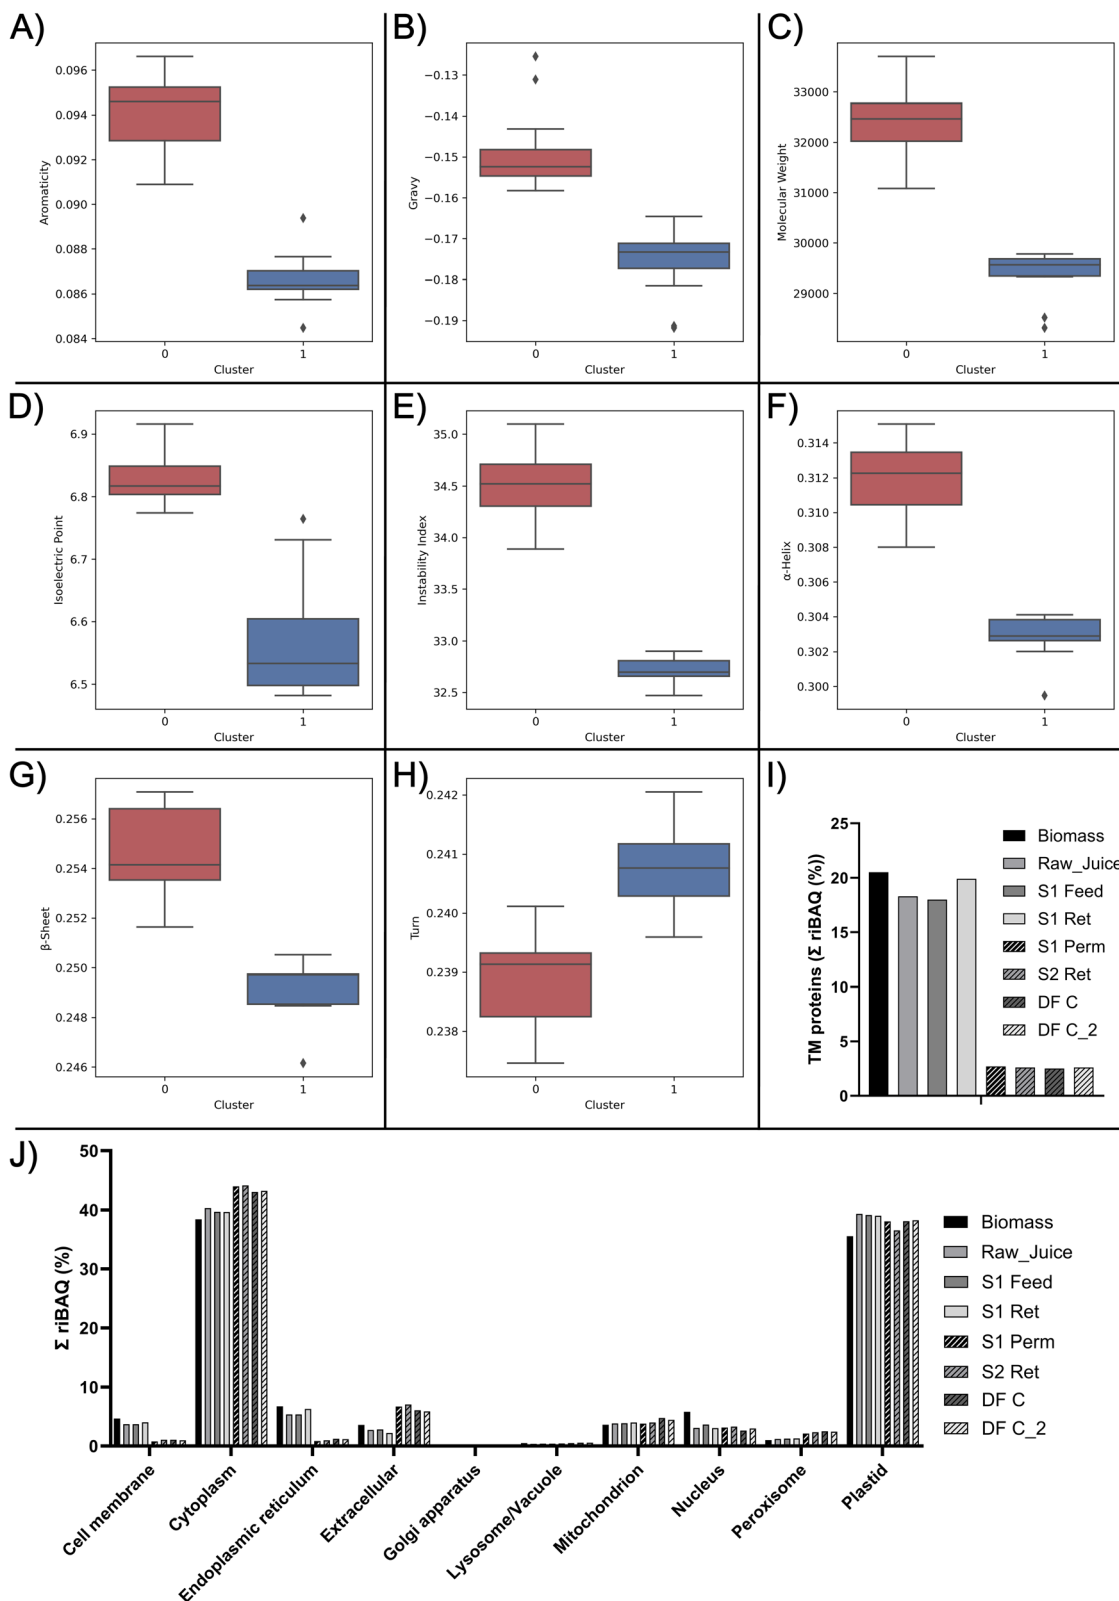 A)
0.096
0.094
0.092
0.090
0.088
0.086
0.084
Aromaticity
0
1
Cluster
B)
−0.13
−0.14
−0.15
−0.16
−0.17
−0.18
−0.19
Gravy
0
1
Cluster
C)
33000
32000
31000
30000
29000
Molecular Weight
0
1
Cluster
D)
6.9
6.8
6.7
6.6
6.5
Isoelectric Point
0
1
Cluster
E)
35.0
34.5
34.0
33.5
33.0
32.5
Instability Index
0
1
Cluster
F)
0.314
0.312
0.310
0.308
0.306
0.304
0.302
0.300
α-Helix
0
1
Cluster
G)
0.256
0.254
0.252
0.250
0.248
0.246
β-Sheet
0
1
Cluster
H)
0.242
0.241
0.240
0.239
0.238
Turn
0
1
Cluster
I)
25
20
15
10
5
0
TM proteins (Σ riBAQ (%))
Biomass
Raw_Juice
S1 Feed
S1 Ret
S1 Perm
S2 Ret
DF C
DF C_2
J)
50
40
30
20
10
0
Σ riBAQ (%)
Cell membrane
Cytoplasm
Endoplasmic reticulum
Extracellular
Golgi apparatus
Lysosome/Vacuole
Mitochondrion
Nucleus
Peroxisome
Plastid
Biomass
Raw_Juice
S1 Feed
S1 Ret
S1 Perm
S2 Ret
DF C
DF C_2